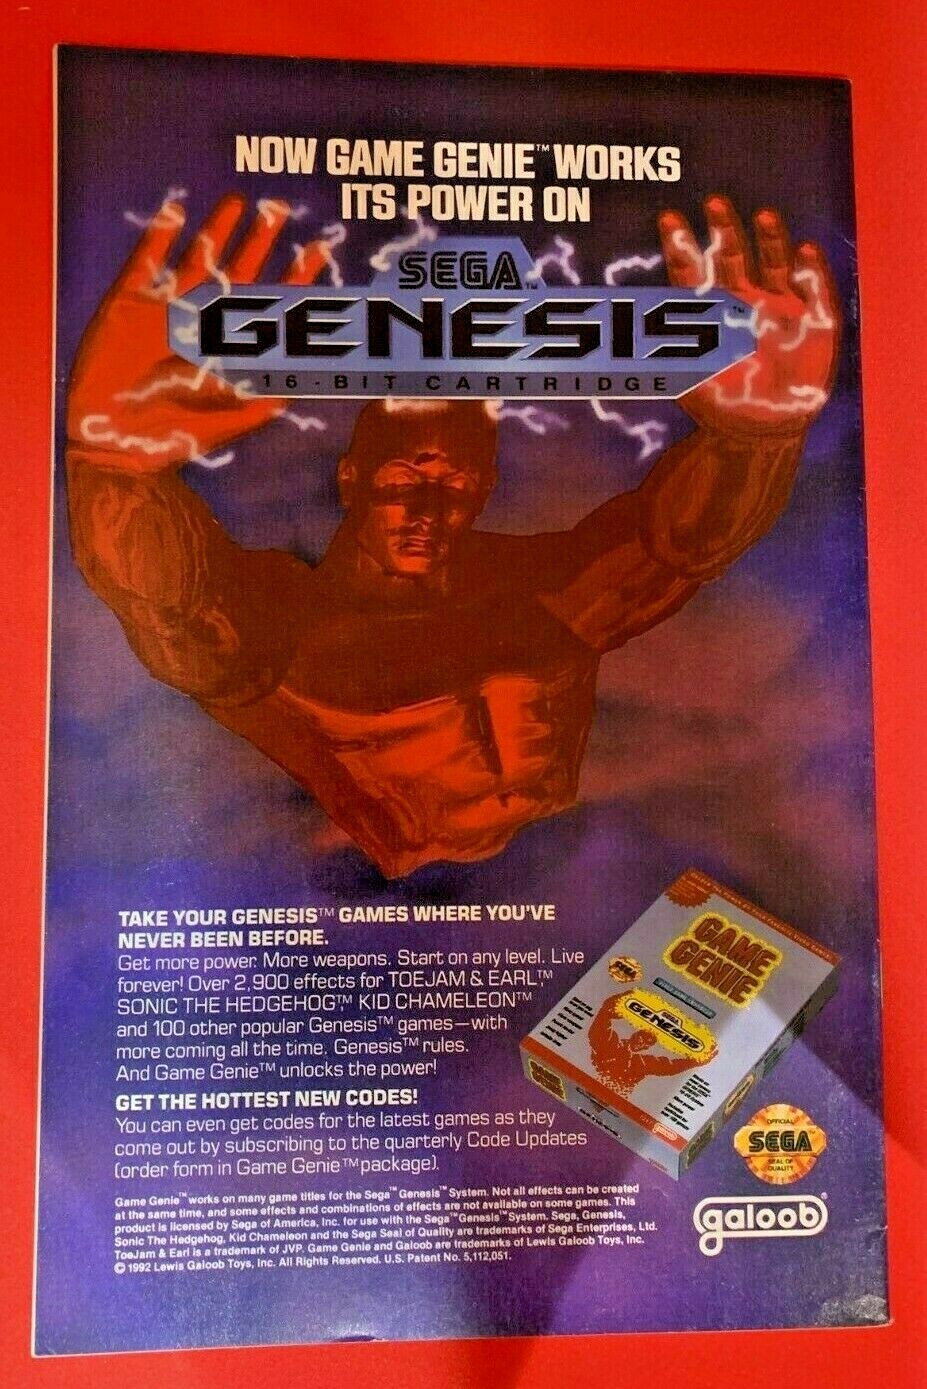 NOW GAME GENIE™ WORKS
ITS POWER ON
SEGA™
GENESIS™
16-BIT CARTRIDGE
TAKE YOUR GENESIS™ GAMES WHERE YOU'VE
NEVER BEEN BEFORE.
Get more power. More weapons. Start on any level. Live
forever! Over 2,900 effects for TOEJAM & EARL,™
SONIC THE HEDGEHOG,™ KID CHAMELEON™
and 100 other popular Genesis™ games—with
more coming all the time. Genesis™ rules.
And Game Genie™ unlocks the power!
GET THE HOTTEST NEW CODES!
You can even get codes for the latest games as they
come out by subscribing to the quarterly Code Updates
(order form in Game Genie™ package).
Game Genie™ works on many game titles for the Sega™ Genesis™ System. Not all effects can be created
at the same time, and some effects and combinations of effects are not available on some games. This
product is licensed by Sega of America, Inc. for use with the Sega™ Genesis™ System. Sega, Genesis,
Sonic The Hedgehog, Kid Chameleon and the Sega Seal of Quality are trademarks of Sega Enterprises, Ltd.
ToeJam & Earl is a trademark of JVP. Game Genie and Galoob are trademarks of Lewis Galoob Toys, Inc.
© 1992 Lewis Galoob Toys, Inc. All Rights Reserved. U.S. Patent No. 5,112,051.
GAME
GENIE
SEGA
GENESIS
GAME
GENIE
galoob
OFFICIAL
SEGA
SEAL OF
QUALITY
galoob®